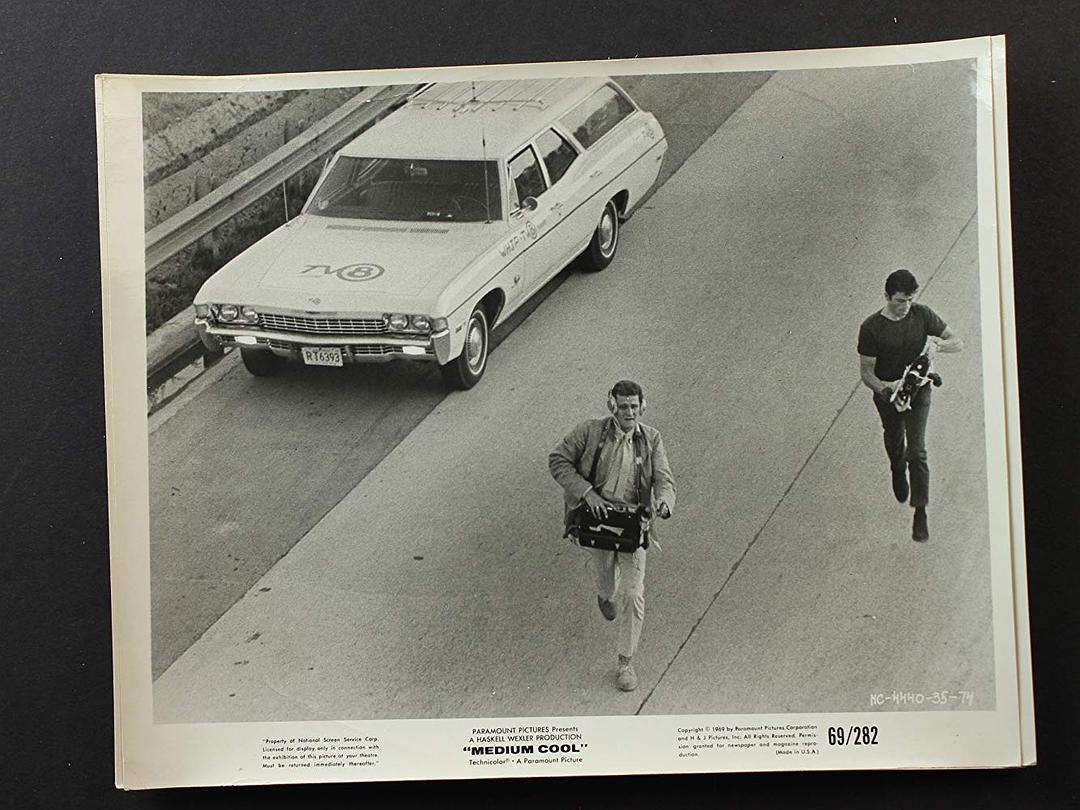 TV8
WHJP-TV 8
RT6393
MC-4440-35-74
"Property of National Screen Service Corp.
Licensed for display only in connection with
the exhibition of this picture at your theatre.
Must be returned immediately thereafter."
PARAMOUNT PICTURES Presents
A HASKELL WEXLER PRODUCTION
"MEDIUM COOL"
Technicolor® • A Paramount Picture
Copyright © 1969 by Paramount Pictures Corporation
and H & J Pictures, Inc. All Rights Reserved. Permis-
sion granted for newspaper and magazine repro-
duction.
(Made in U.S.A.)
69/282